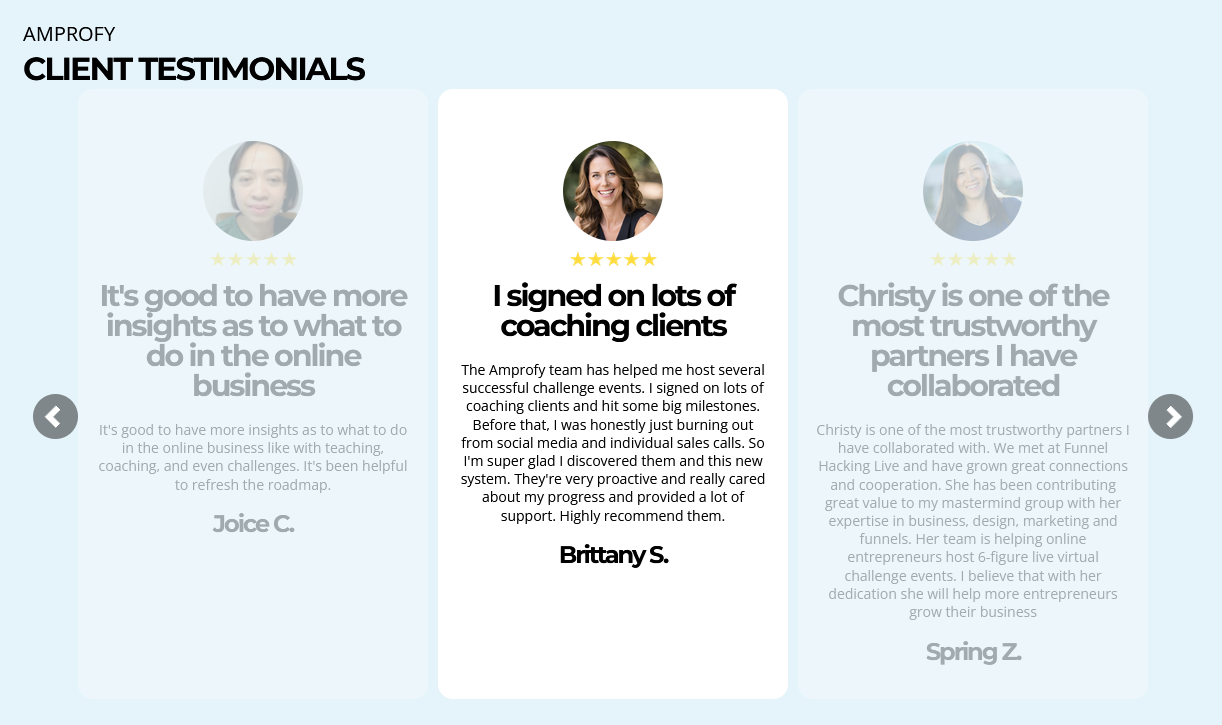 AMPROFY
CLIENT TESTIMONIALS
It's good to have more
insights as to what to
do in the online
business
It's good to have more insights as to what to do
in the online business like with teaching,
coaching, and even challenges. It's been helpful
to refresh the roadmap.
Joice C.
I signed on lots of
coaching clients
The Amprofy team has helped me host several
successful challenge events. I signed on lots of
coaching clients and hit some big milestones.
Before that, I was honestly just burning out
from social media and individual sales calls. So
I'm super glad I discovered them and this new
system. They're very proactive and really cared
about my progress and provided a lot of
support. Highly recommend them.
Brittany S.
Christy is one of the
most trustworthy
partners I have
collaborated
Christy is one of the most trustworthy partners I
have collaborated with. We met at Funnel
Hacking Live and have grown great connections
and cooperation. She has been contributing
great value to my mastermind group with her
expertise in business, design, marketing and
funnels. Her team is helping online
entrepreneurs host 6-figure live virtual
challenge events. I believe that with her
dedication she will help more entrepreneurs
grow their business
Spring Z.